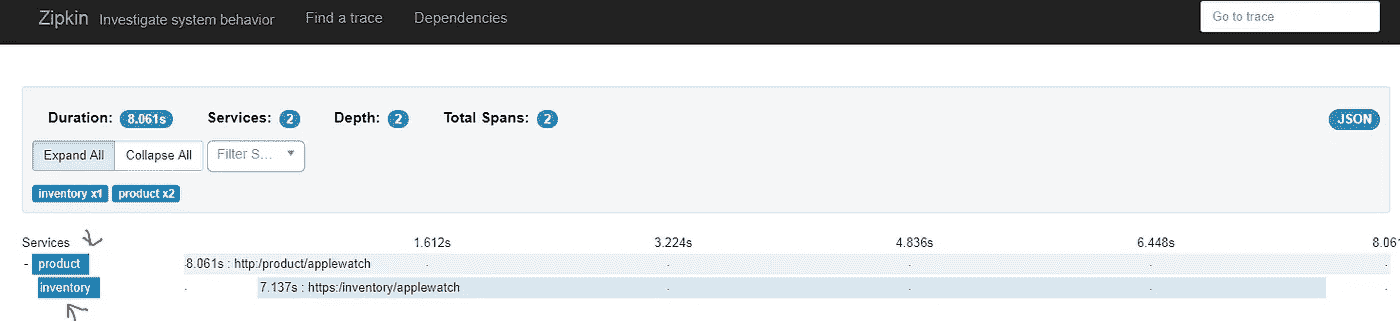 Zipkin Investigate system behavior Find a trace Dependencies Go to trace
Duration: 8.061s Services: 2 Depth: 2 Total Spans: 2 JSON
Expand All Collapse All Filter S...
inventory x1 product x2
Services 1.612s 3.224s 4.836s 6.448s 8.061
- product 8.061s : http:/product/applewatch . . . . .
inventory . 7.137s : https:/inventory/applewatch . . . .